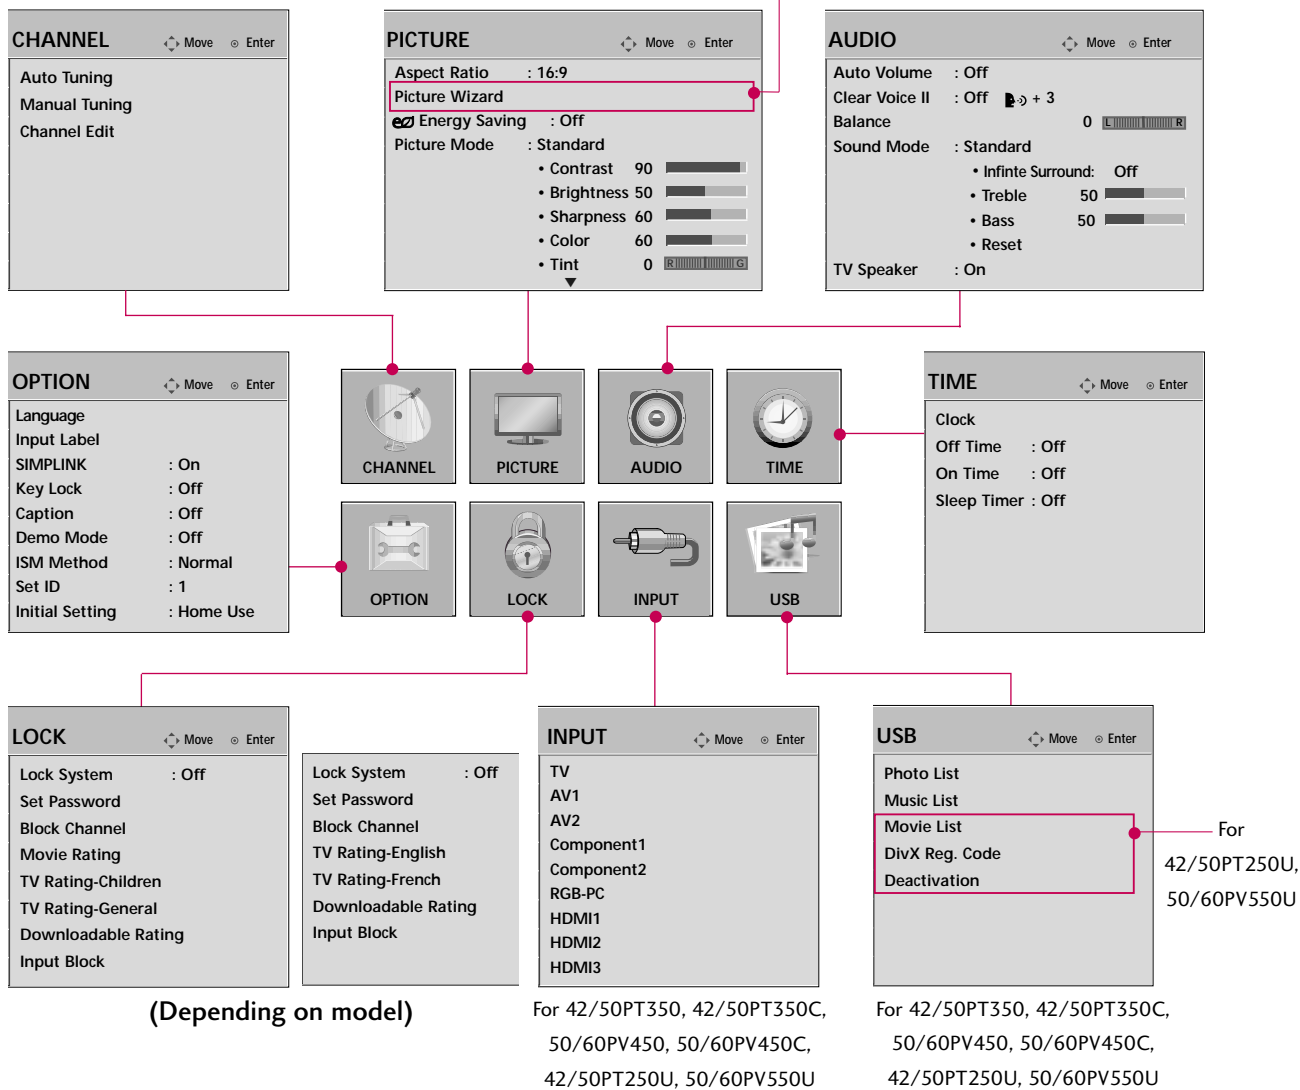 CHANNEL Move Enter
Auto Tuning
Manual Tuning
Channel Edit
PICTURE Move Enter
Aspect Ratio : 16:9
Picture Wizard
Energy Saving : Off
Picture Mode : Standard
• Contrast 90
• Brightness 50
• Sharpness 60
• Color 60
• Tint 0 R G
AUDIO Move Enter
Auto Volume : Off
Clear Voice II : Off + 3
Balance 0 L R
Sound Mode : Standard
• Infinte Surround: Off
• Treble 50
• Bass 50
• Reset
TV Speaker : On
OPTION Move Enter
Language
Input Label
SIMPLINK : On
Key Lock : Off
Caption : Off
Demo Mode : Off
ISM Method : Normal
Set ID : 1
Initial Setting : Home Use
CHANNEL
PICTURE
AUDIO
TIME
OPTION
LOCK
INPUT
USB
TIME Move Enter
Clock
Off Time : Off
On Time : Off
Sleep Timer : Off
LOCK Move Enter
Lock System : Off
Set Password
Block Channel
Movie Rating
TV Rating-Children
TV Rating-General
Downloadable Rating
Input Block
Lock System : Off
Set Password
Block Channel
TV Rating-English
TV Rating-French
Downloadable Rating
Input Block
(Depending on model)
INPUT Move Enter
TV
AV1
AV2
Component1
Component2
RGB-PC
HDMI1
HDMI2
HDMI3
For 42/50PT350, 42/50PT350C,
50/60PV450, 50/60PV450C,
42/50PT250U, 50/60PV550U
USB Move Enter
Photo List
Music List
Movie List
DivX Reg. Code
Deactivation
For
42/50PT250U,
50/60PV550U
For 42/50PT350, 42/50PT350C,
50/60PV450, 50/60PV450C,
42/50PT250U, 50/60PV550U